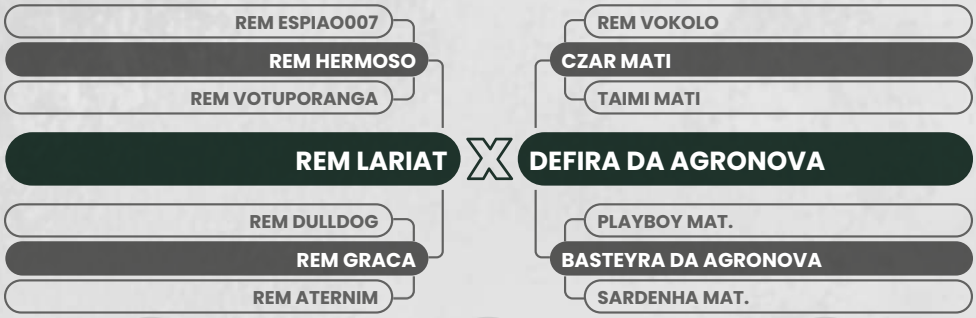 REM ESPIAO007
REM HERMOSO
REM VOTUPORANGA
REM LARIAT
REM DULLDOG
REM GRACA
REM ATERNIM
X
REM VOKOLO
CZAR MATI
TAIMI MATI
DEFIRA DA AGRONOVA
PLAYBOY MAT.
BASTEYRA DA AGRONOVA
SARDENHA MAT.